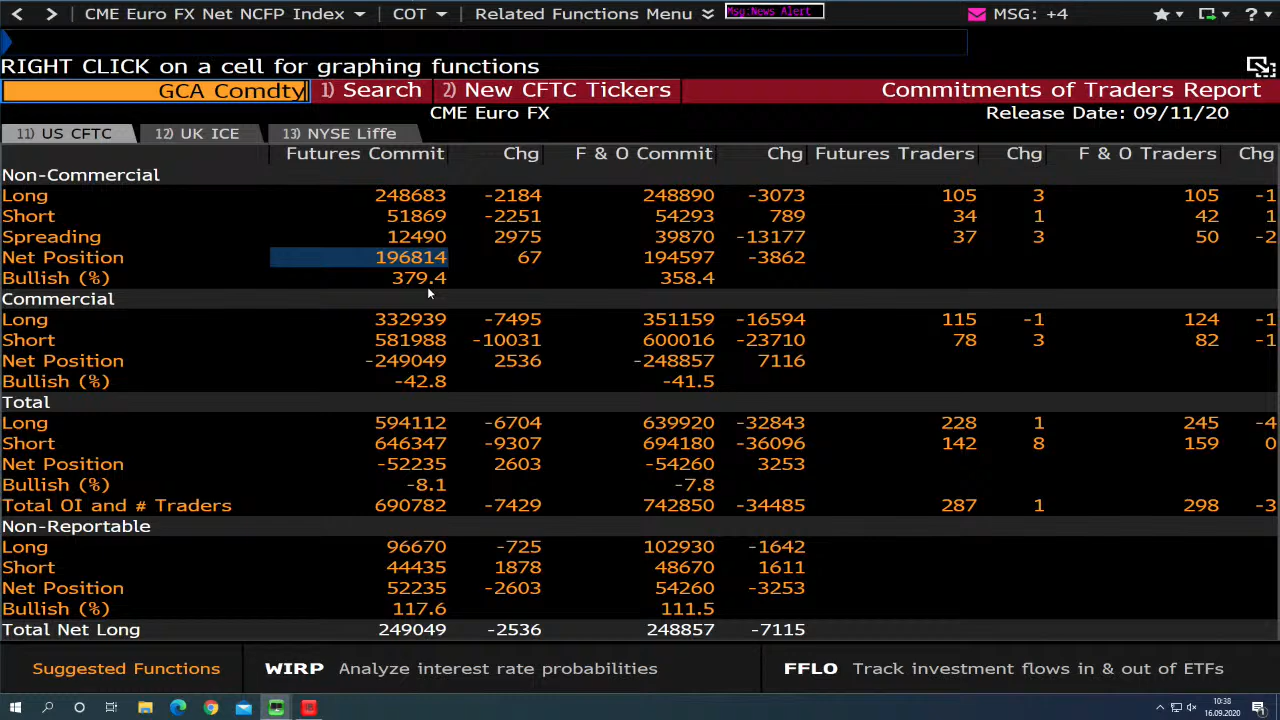 CME Euro FX Net NCFP Index COT Related Functions Menu Msg:News Alert MSG: +4 ?
RIGHT CLICK on a cell for graphing functions
GCA Comdty 1) Search 2) New CFTC Tickers Commitments of Traders Report
CME Euro FX Release Date: 09/11/20
11) US CFTC 12) UK ICE 13) NYSE Liffe
Futures Commit Chg F & O Commit Chg Futures Traders Chg F & O Traders Chg
Non-Commercial
Long 248683 -2184 248890 -3073 105 3 105 -1
Short 51869 -2251 54293 789 34 1 42 1
Spreading 12490 2975 39870 -13177 37 3 50 -2
Net Position 196814 67 194597 -3862
Bullish (%) 379.4 358.4
Commercial
Long 332939 -7495 351159 -16594 115 -1 124 -1
Short 581988 -10031 600016 -23710 78 3 82 -1
Net Position -249049 2536 -248857 7116
Bullish (%) -42.8 -41.5
Total
Long 594112 -6704 639920 -32843 228 1 245 -4
Short 646347 -9307 694180 -36096 142 8 159 0
Net Position -52235 2603 -54260 3253
Bullish (%) -8.1 -7.8
Total OI and # Traders 690782 -7429 742850 -34485 287 1 298 -3
Non-Reportable
Long 96670 -725 102930 -1642
Short 44435 1878 48670 1611
Net Position 52235 -2603 54260 -3253
Bullish (%) 117.6 111.5
Total Net Long 249049 -2536 248857 -7115
Suggested Functions WIRP Analyze interest rate probabilities FFLO Track investment flows in & out of ETFs
10:38
16.09.2020